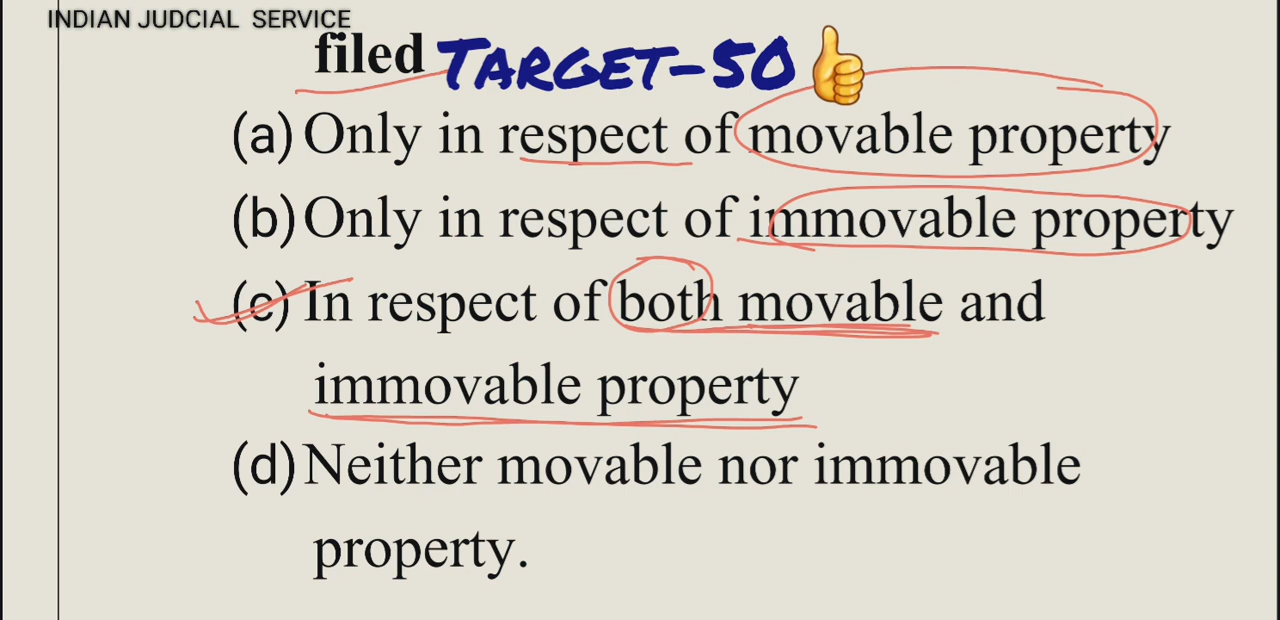 INDIAN JUDCIAL SERVICE
filed TARGET-50
(a) Only in respect of movable property
(b) Only in respect of immovable property
(c) In respect of both movable and
immovable property
(d) Neither movable nor immovable
property.